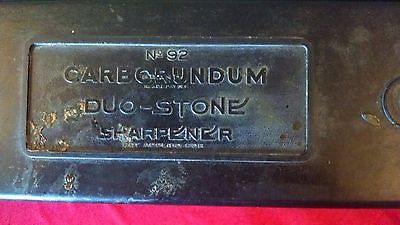 No 92
CARBORUNDUM
DUO-STONE
SHARPENER